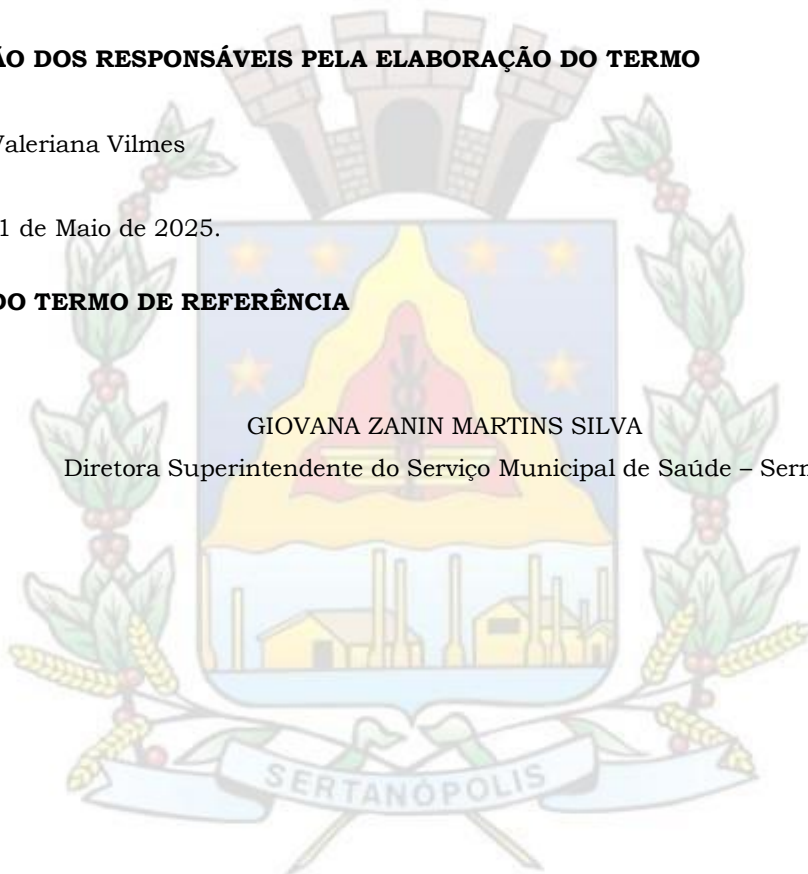 ÃO DOS RESPONSÁVEIS PELA ELABORAÇÃO DO TERMO
Valeriana Vilmes
1 de Maio de 2025.
DO TERMO DE REFERÊNCIA
GIOVANA ZANIN MARTINS SILVA
Diretora Superintendente do Serviço Municipal de Saúde – Serm
SERTANÓPOLIS